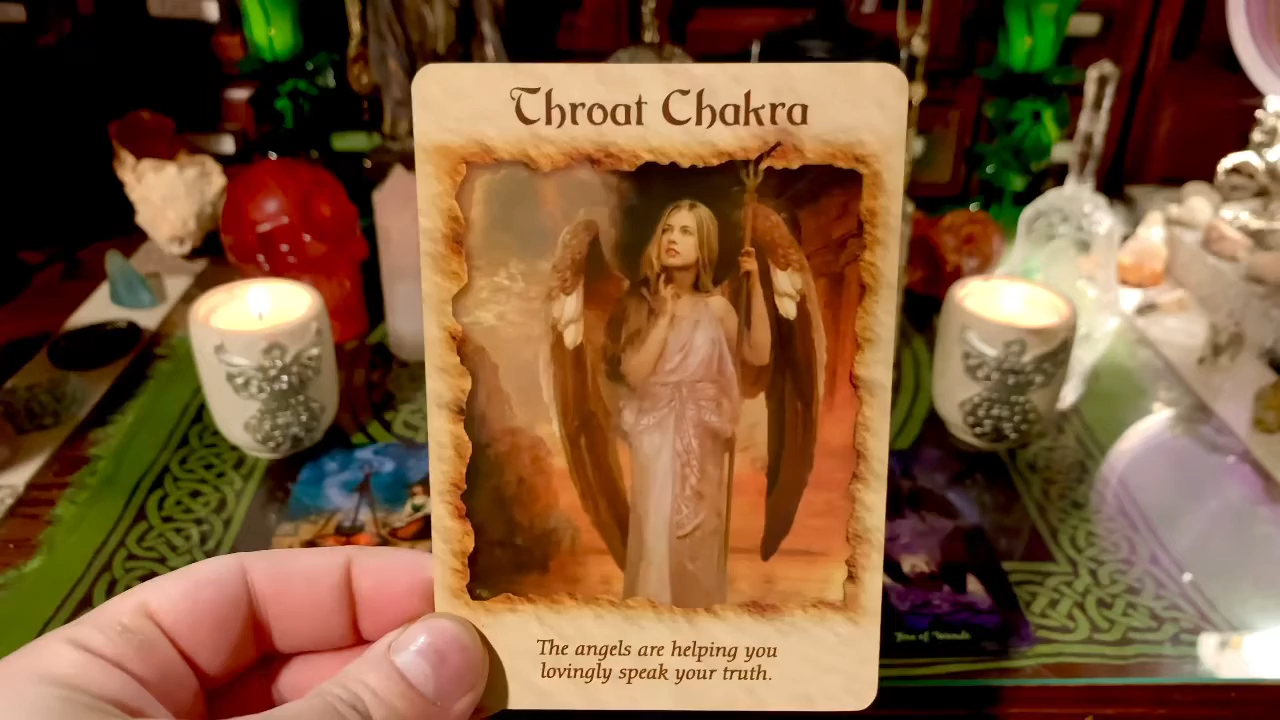 Throat Chakra
The angels are helping you
lovingly speak your truth.